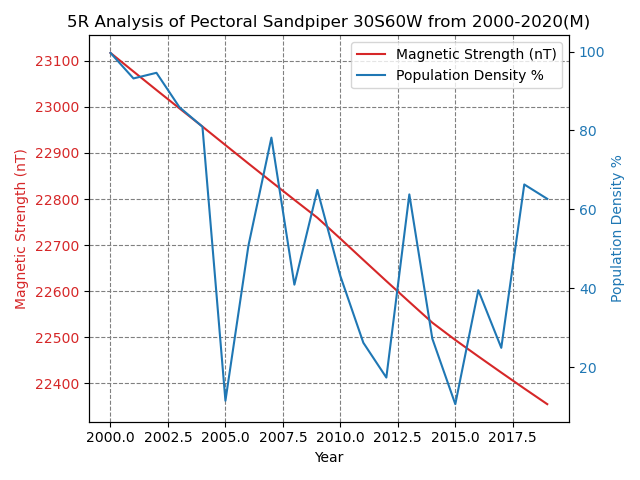 5R Analysis of Pectoral Sandpiper 30S60W from 2000-2020(M)
Magnetic Strength (nT)
Population Density %
23100
23000
22900
22800
22700
22600
22500
22400
Magnetic Strength (nT)
100
80
60
40
20
Population Density %
2000.0 2002.5 2005.0 2007.5 2010.0 2012.5 2015.0 2017.5
Year